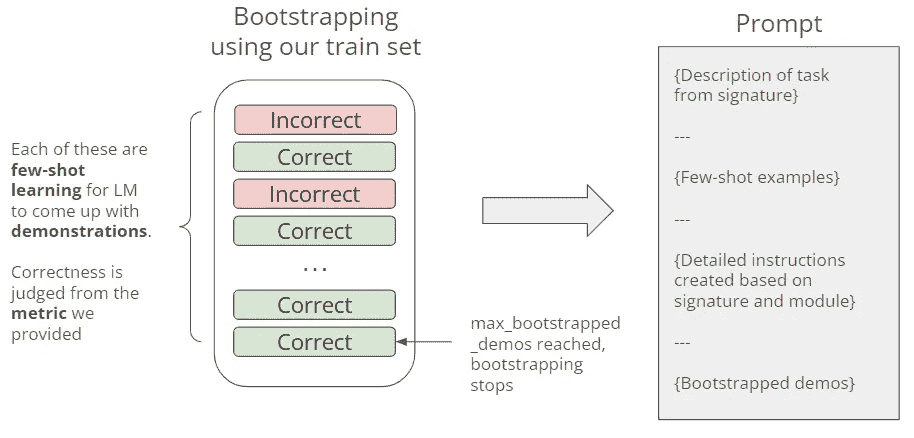 Bootstrapping
using our train set
Each of these are
few-shot
learning for LM
to come up with
demonstrations.
Correctness is
judged from the
metric we
provided
Incorrect
Correct
Incorrect
Correct
...
Correct
Correct
max_bootstrapped
_demos reached,
bootstrapping
stops
Prompt
{Description of task
from signature}
---
{Few-shot examples}
---
{Detailed instructions
created based on
signature and module}
---
{Bootstrapped demos}